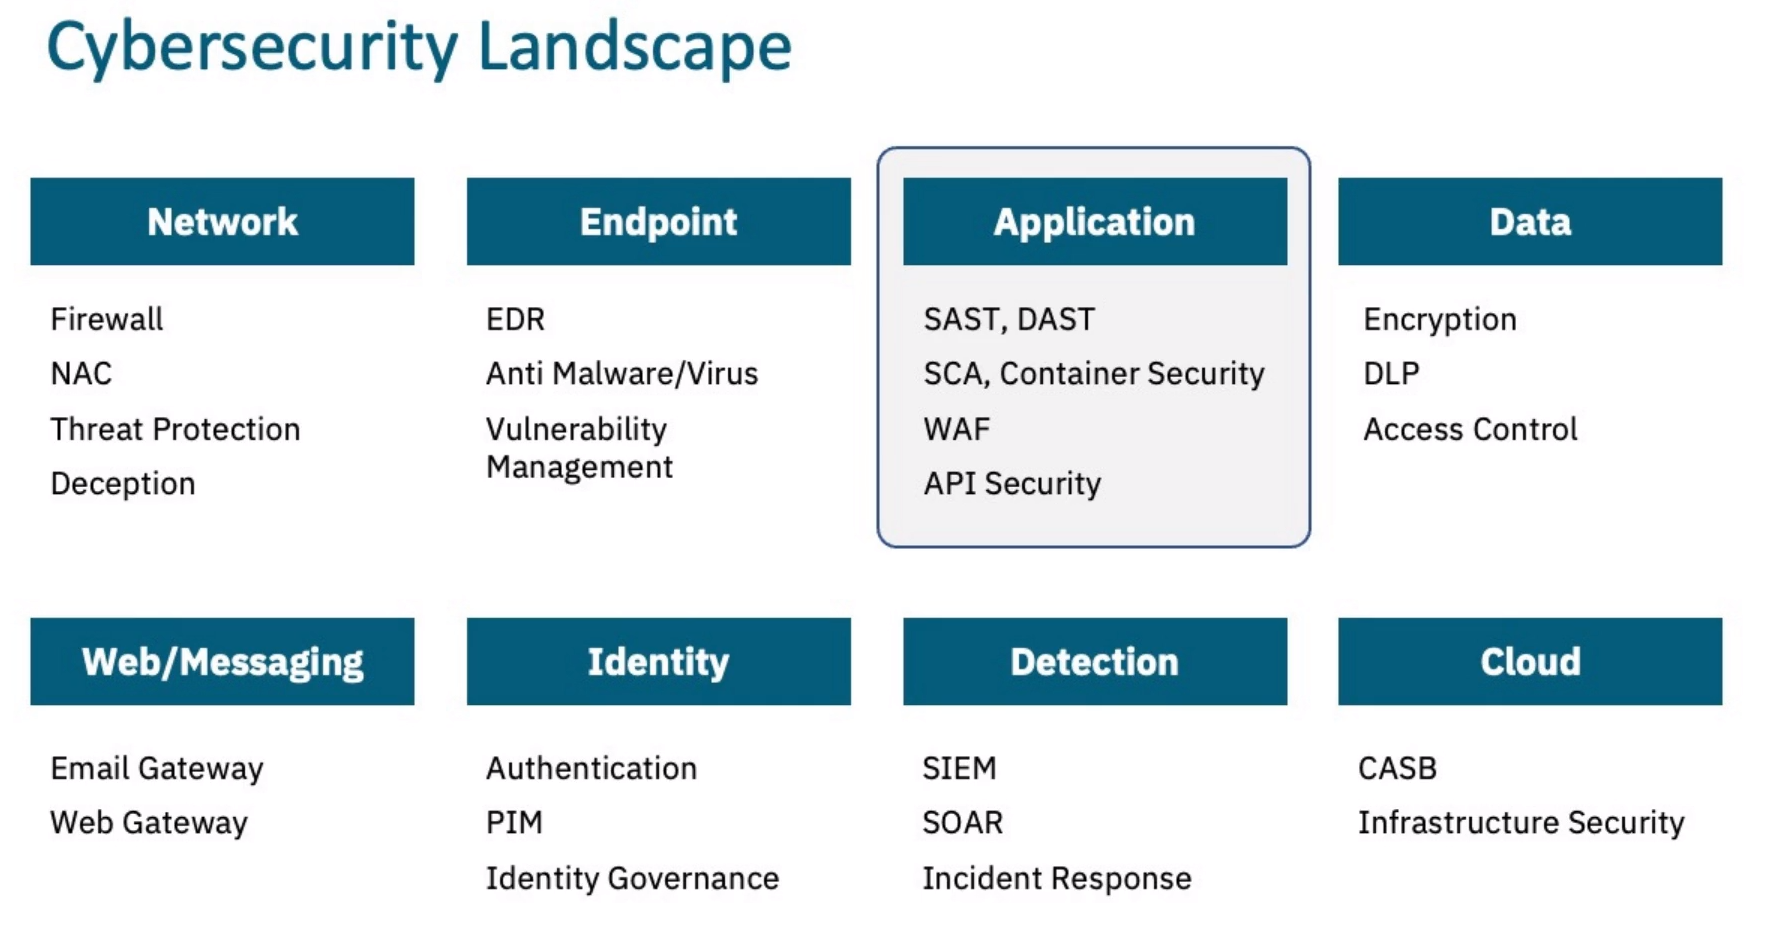 Cybersecurity Landscape
Network
Firewall
NAC
Threat Protection
Deception
Endpoint
EDR
Anti Malware/Virus
Vulnerability
Management
Application
SAST, DAST
SCA, Container Security
WAF
API Security
Data
Encryption
DLP
Access Control
Web/Messaging
Email Gateway
Web Gateway
Identity
Authentication
PIM
Identity Governance
Detection
SIEM
SOAR
Incident Response
Cloud
CASB
Infrastructure Security